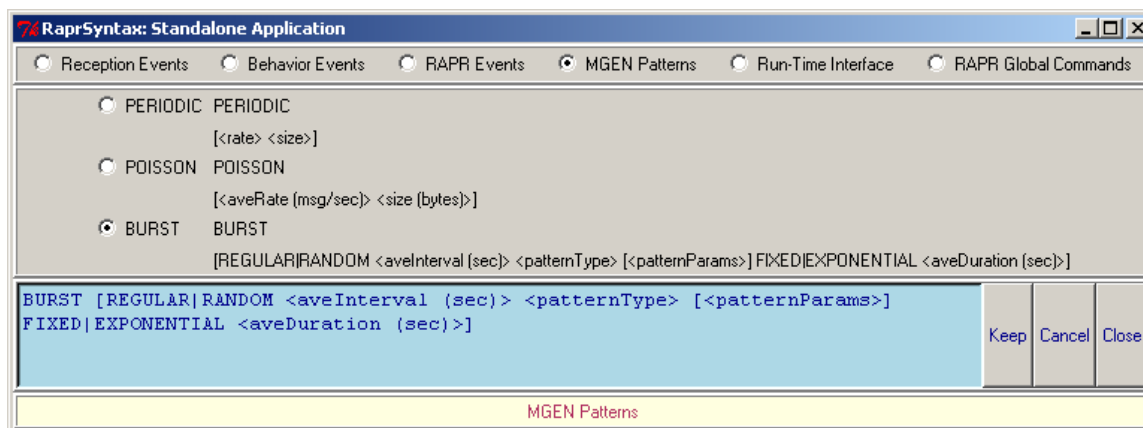 RaprSyntax: Standalone Application
Reception Events Behavior Events RAPR Events MGEN Patterns Run-Time Interface RAPR Global Commands
PERIODIC PERIODIC
[<rate> <size>]
POISSON POISSON
[<aveRate (msg/sec)> <size (bytes)>]
BURST BURST
[REGULAR|RANDOM <aveInterval (sec)> <patternType> [<patternParams>] FIXED|EXPONENTIAL <aveDuration (sec)>]
BURST [REGULAR|RANDOM <aveInterval (sec)> <patternType> [<patternParams>]
FIXED|EXPONENTIAL <aveDuration (sec)>]
Keep Cancel Close
MGEN Patterns